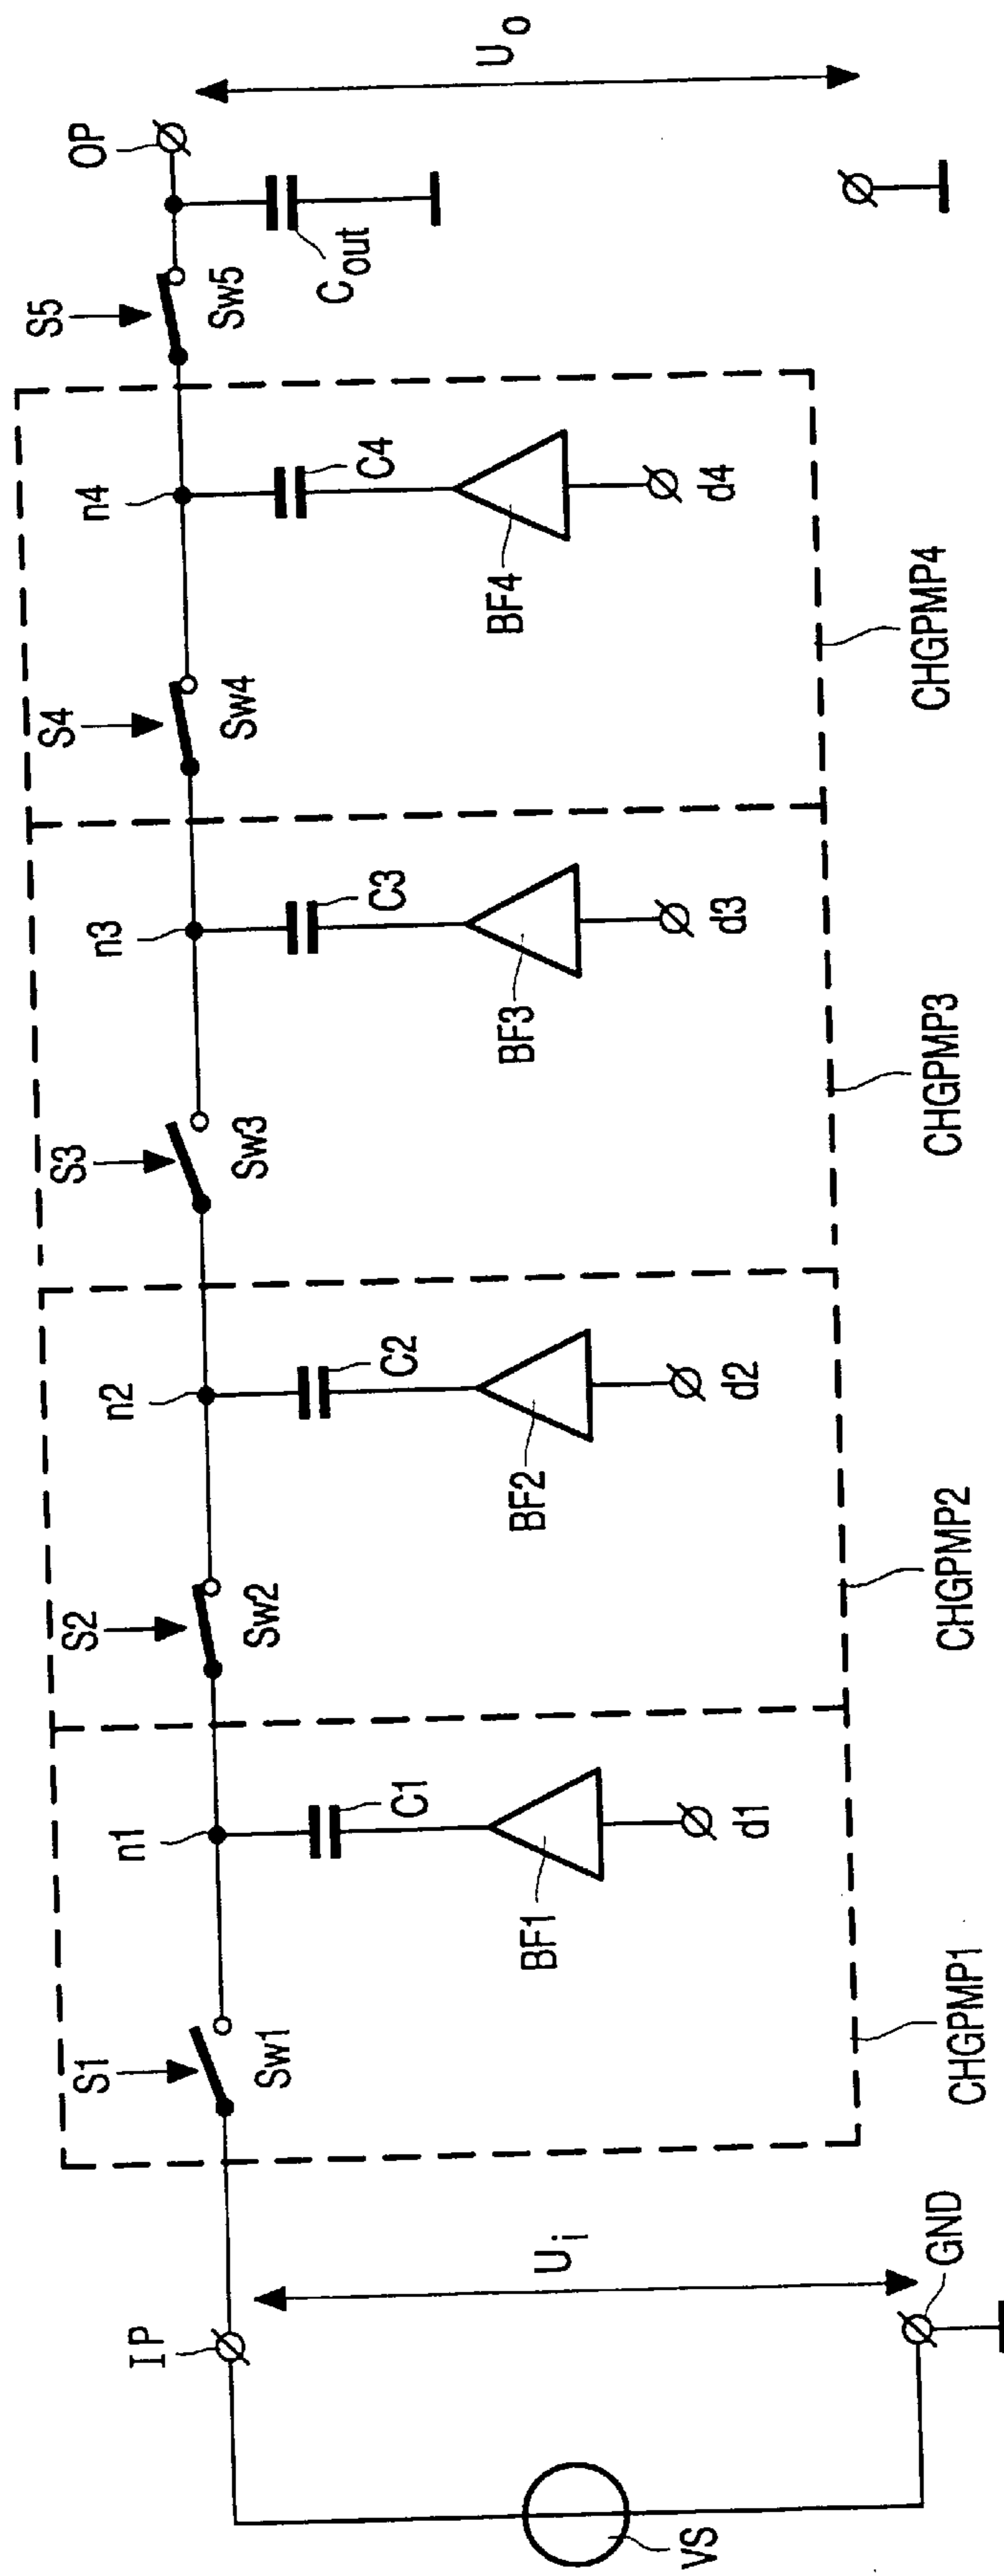 S1
S2
S3
S4
S5
IP
n1
n2
n3
n4
OP
Sw1
Sw2
Sw3
Sw4
Sw5
C1
C2
C3
C4
Cout
Ui
Uo
VS
BF1
BF2
BF3
BF4
GND
d1
d2
d3
d4
CHGPMP1
CHGPMP2
CHGPMP3
CHGPMP4